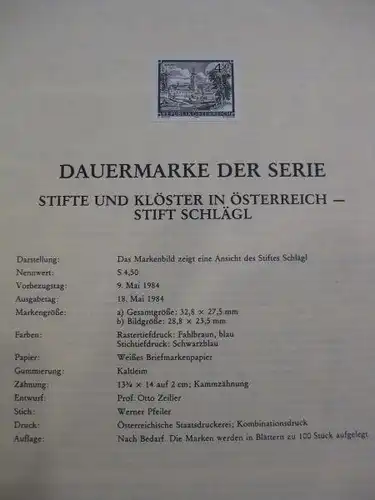 REPUBLIK ÖSTERREICH
DAUERMARKE DER SERIE
STIFTE UND KLÖSTER IN ÖSTERREICH —
STIFT SCHLÄGL
Darstellung: Das Markenbild zeigt eine Ansicht des Stiftes Schlägl
Nennwert: S 4,50
Vorbezugstag: 9. Mai 1984
Ausgabetag: 18. Mai 1984
Markengröße: a) Gesamtgröße: 32,8 × 27,5 mm
b) Bildgröße: 28,8 × 23,5 mm
Farben: Rastertiefdruck: Fahlbraun, blau
Stichtiefdruck: Schwarzblau
Papier: Weißes Briefmarkenpapier
Gummierung: Kaltleim
Zähnung: 13¾ × 14 auf 2 cm; Kammzähnung
Entwurf: Prof. Otto Zeiller
Stich: Werner Pfeiler
Druck: Österreichische Staatsdruckerei; Kombinationsdruck
Auflage: Nach Bedarf. Die Marken werden in Blättern zu 100 Stück aufgelegt